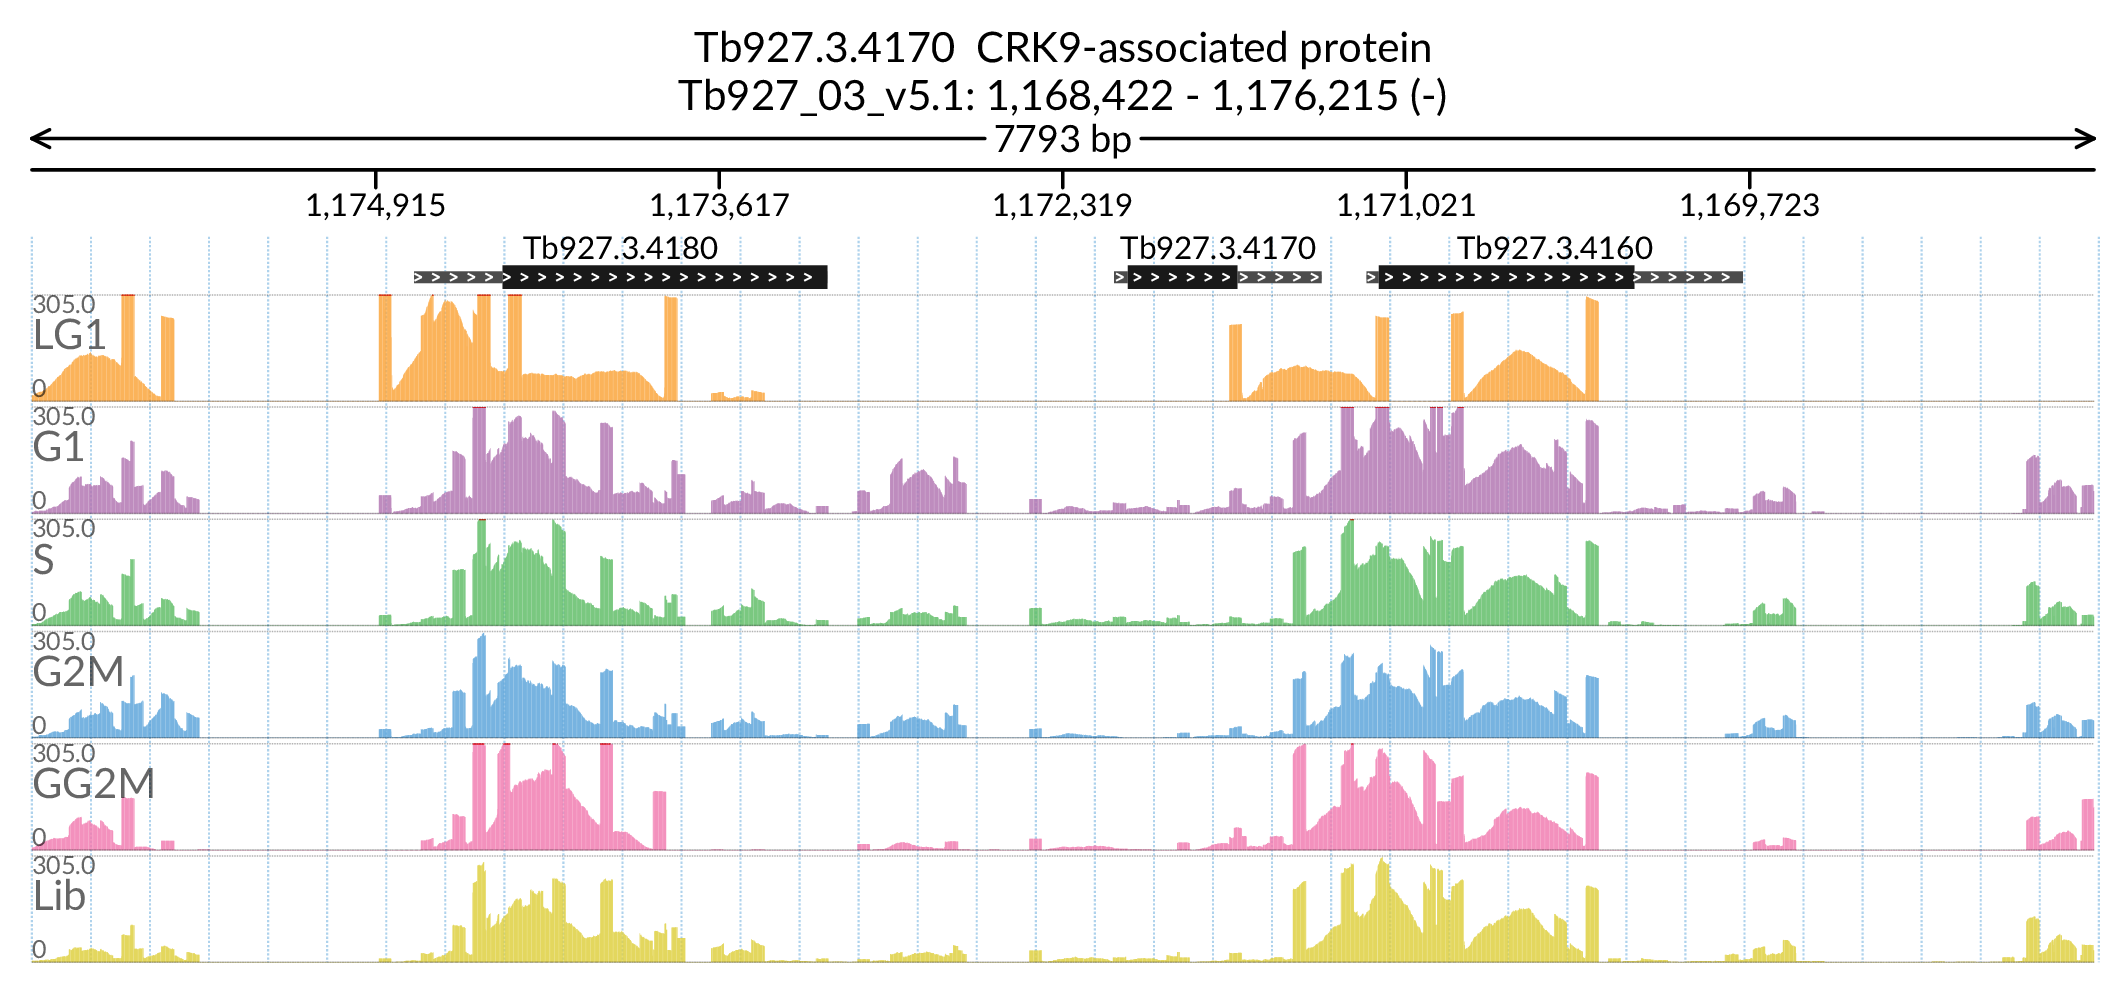 Tb927.3.4170  CRK9-associated protein
Tb927_03_v5.1: 1,168,422 - 1,176,215 (-)
7793 bp
1,174,915 1,173,617 1,172,319 1,171,021 1,169,723
Tb927.3.4180 Tb927.3.4170 Tb927.3.4160
305.0
LG1
0
305.0
G1
0
305.0
S
0
305.0
G2M
0
305.0
GG2M
0
305.0
Lib
0